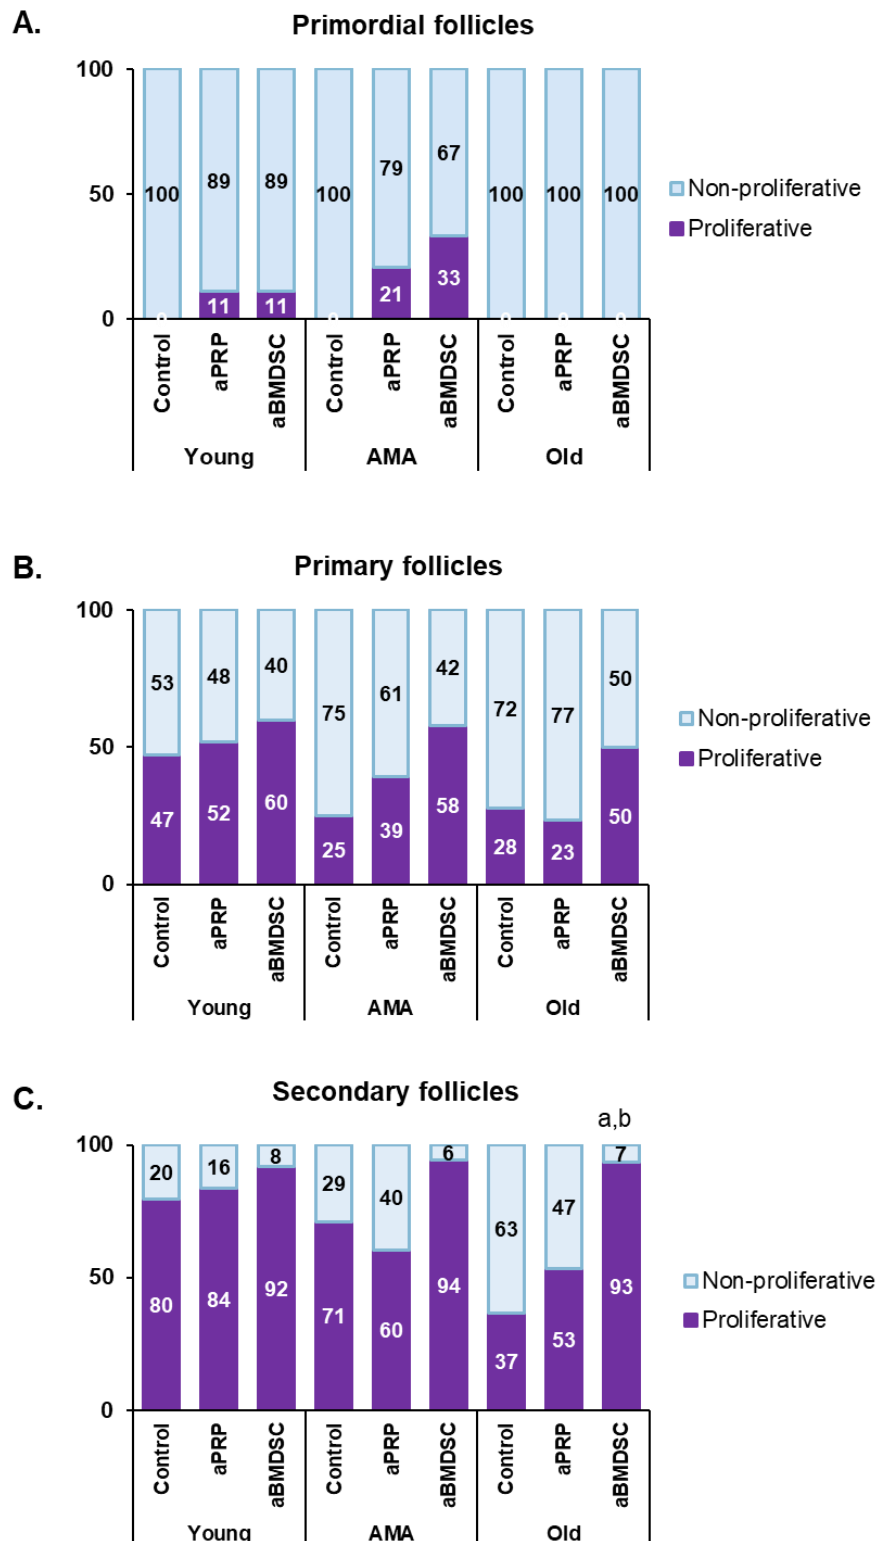 A.
Primordial follicles
100
50
0
100 89 89 100 79 67 100 100 100
0 11 11 0 21 33 0 0 0
Non-proliferative
Proliferative
Control aPRP aBMDSC Control aPRP aBMDSC Control aPRP aBMDSC
Young AMA Old
B.
Primary follicles
100
50
0
53 48 40 75 61 42 72 77 50
47 52 60 25 39 58 28 23 50
Non-proliferative
Proliferative
Control aPRP aBMDSC Control aPRP aBMDSC Control aPRP aBMDSC
Young AMA Old
C.
Secondary follicles
a,b
100
50
0
20 16 8 29 40 6 63 47 7
80 84 92 71 60 94 37 53 93
Non-proliferative
Proliferative
Control aPRP aBMDSC Control aPRP aBMDSC Control aPRP aBMDSC
Young AMA Old